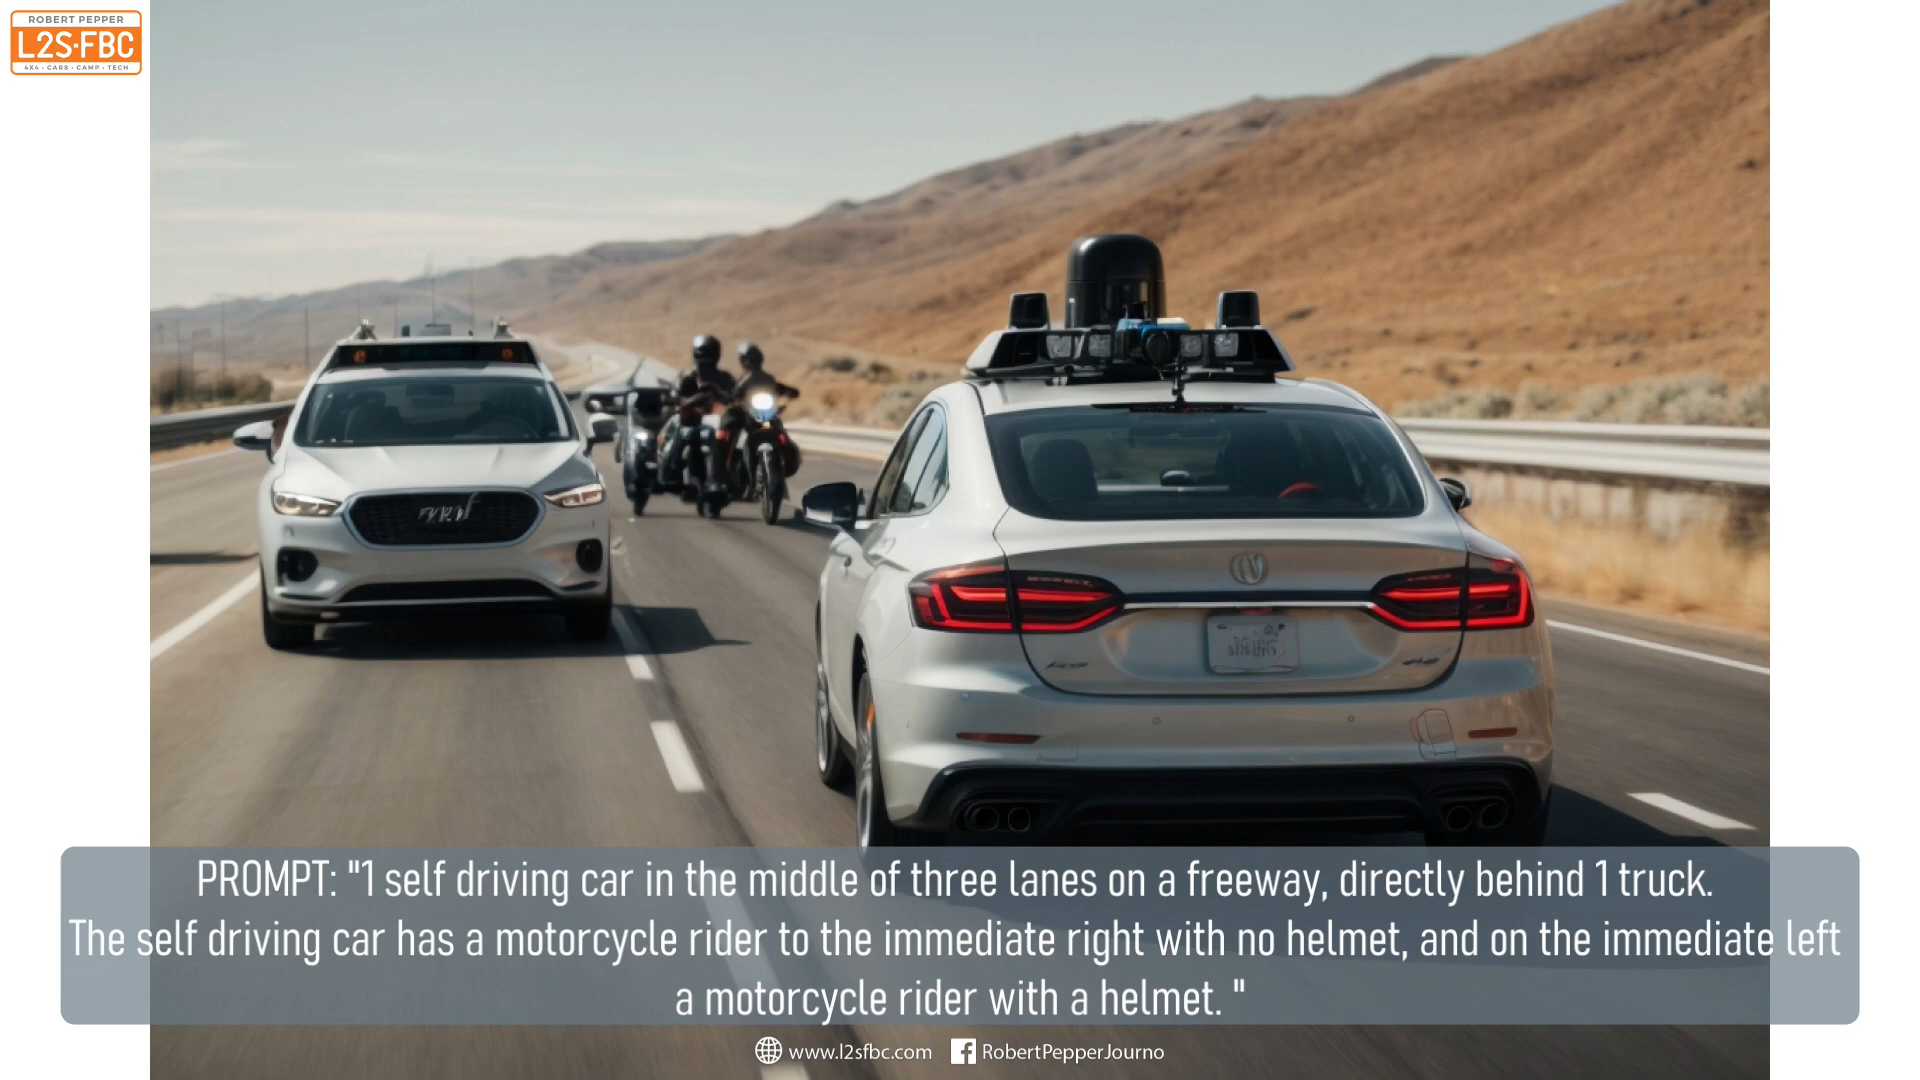 ROBERT PEPPER
L2S·FBC
4X4 · CARS · CAMP · TECH
PROMPT: "1 self driving car in the middle of three lanes on a freeway, directly behind 1 truck.
The self driving car has a motorcycle rider to the immediate right with no helmet, and on the immediate left
a motorcycle rider with a helmet. "
www.l2sfbc.com RobertPepperJourno